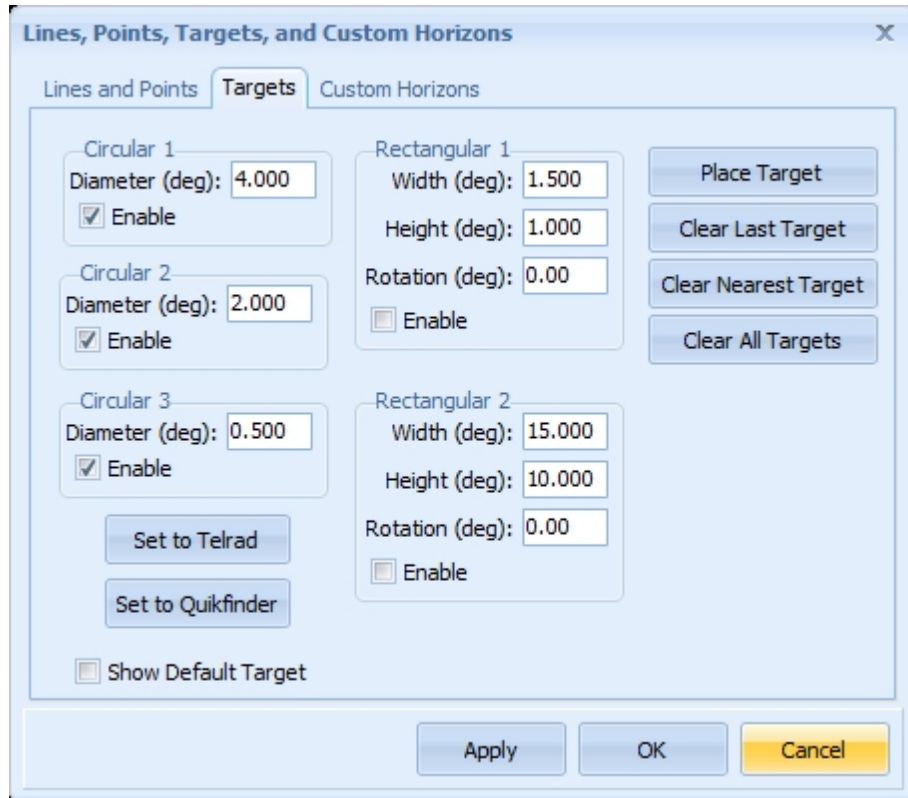 Lines, Points, Targets, and Custom Horizons
X
Lines and Points
Targets
Custom Horizons
Circular 1
Diameter (deg): 4.000
Enable
Circular 2
Diameter (deg): 2.000
Enable
Circular 3
Diameter (deg): 0.500
Enable
Set to Telrad
Set to Quikfinder
Show Default Target
Rectangular 1
Width (deg): 1.500
Height (deg): 1.000
Rotation (deg): 0.00
Enable
Rectangular 2
Width (deg): 15.000
Height (deg): 10.000
Rotation (deg): 0.00
Enable
Place Target
Clear Last Target
Clear Nearest Target
Clear All Targets
Apply
OK
Cancel